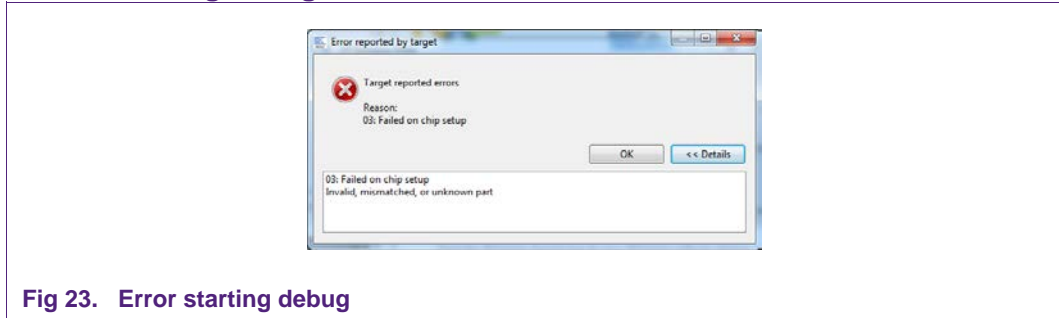 Error reported by target
Target reported errors
Reason:
03: Failed on chip setup
OK
<< Details
03: Failed on chip setup
Invalid, mismatched, or unknown part
Fig 23. Error starting debug